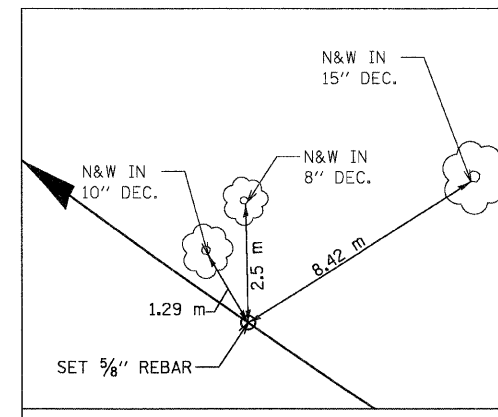 N&W IN
15" DEC.
N&W IN
10" DEC.
N&W IN
8" DEC.
8.42 m
2.5 m
1.29 m
SET 5/8" REBAR